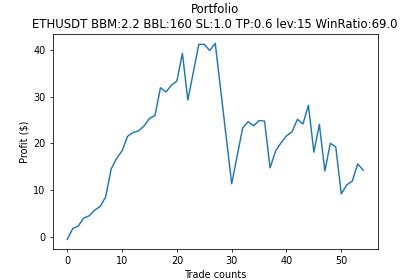 Portfolio
ETHUSDT BBM:2.2 BBL:160 SL:1.0 TP:0.6 lev:15 WinRatio:69.0
40
30
20
10
0
Profit ($)
0 10 20 30 40 50
Trade counts